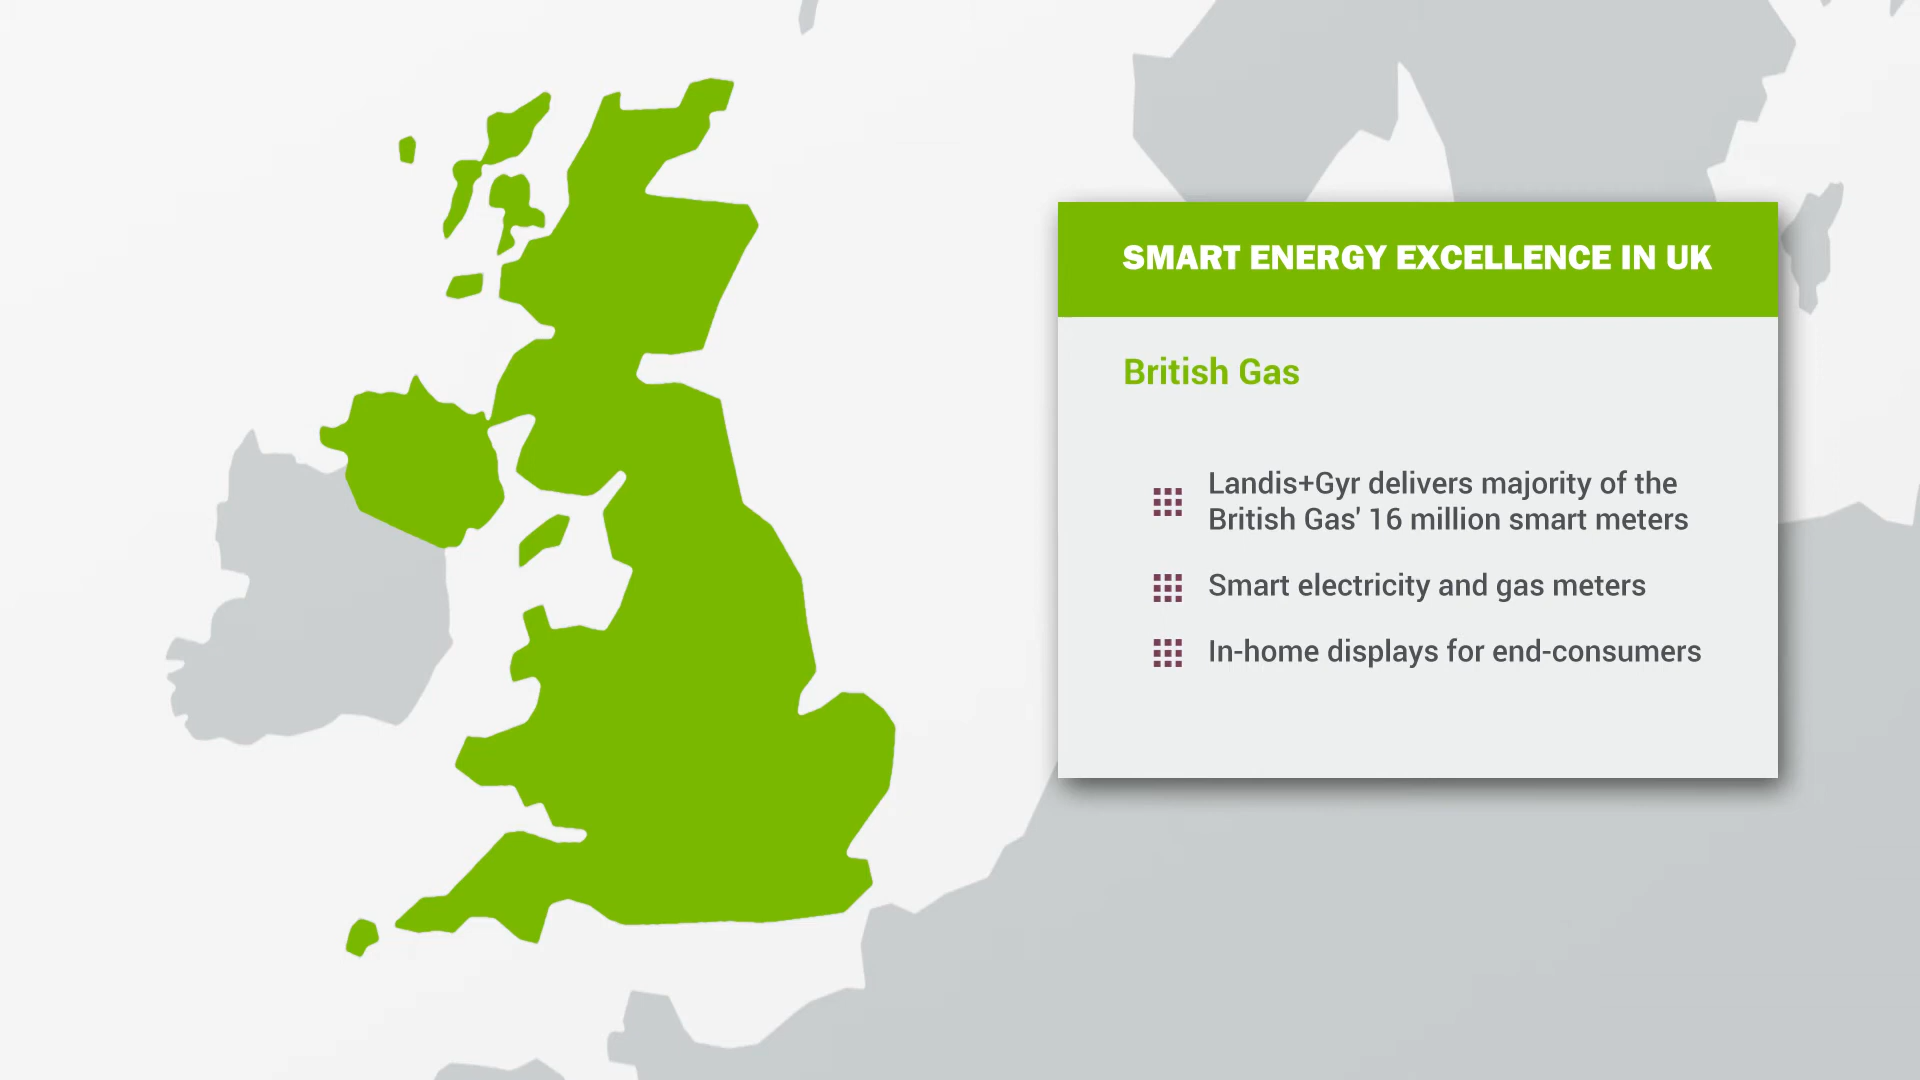 SMART ENERGY EXCELLENCE IN UK
British Gas
Landis+Gyr delivers majority of the
British Gas' 16 million smart meters
Smart electricity and gas meters
In-home displays for end-consumers